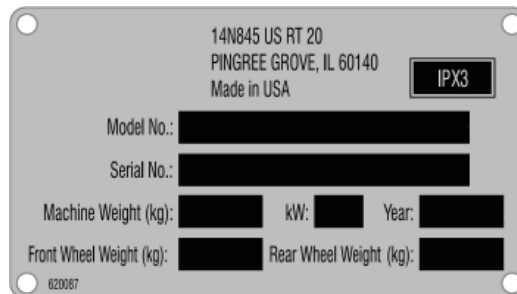 14N845 US RT 20
PINGREE GROVE, IL 60140
Made in USA
IPX3
Model No.:
Serial No.:
Machine Weight (kg):
kW:
Year:
Front Wheel Weight (kg):
Rear Wheel Weight (kg):
620087